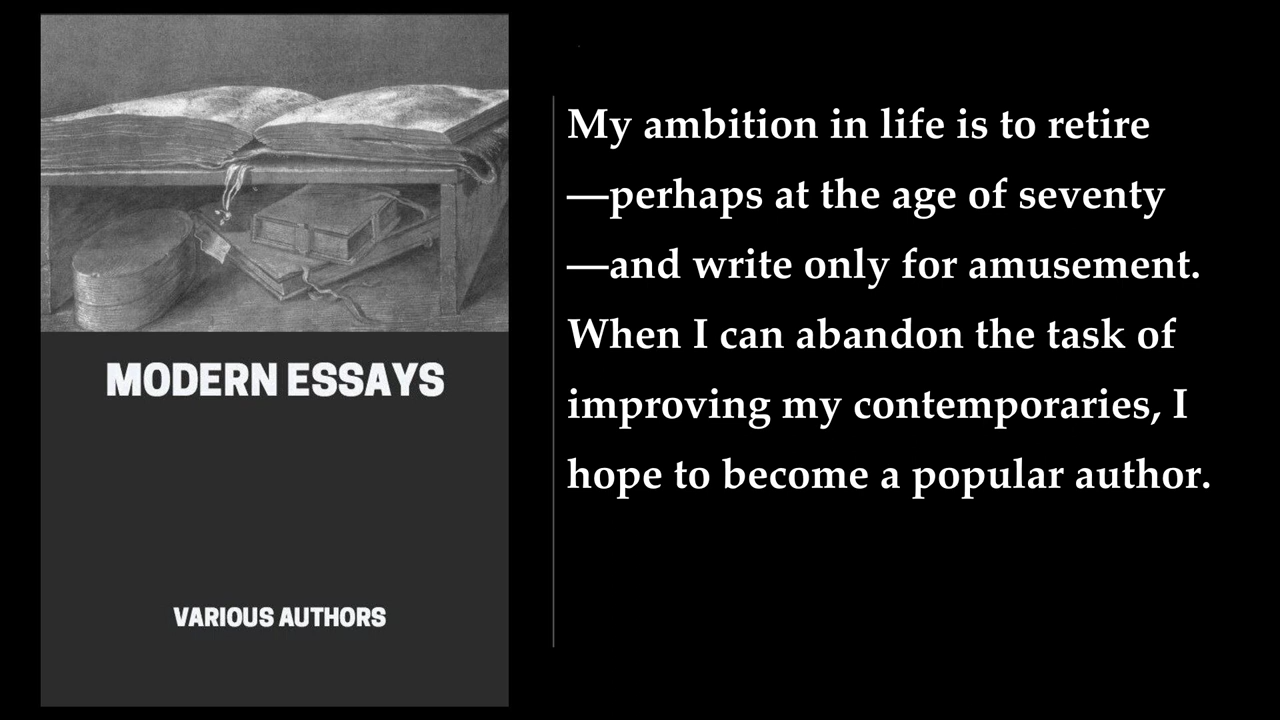 MODERN ESSAYS
VARIOUS AUTHORS
My ambition in life is to retire
—perhaps at the age of seventy
—and write only for amusement.
When I can abandon the task of
improving my contemporaries, I
hope to become a popular author.